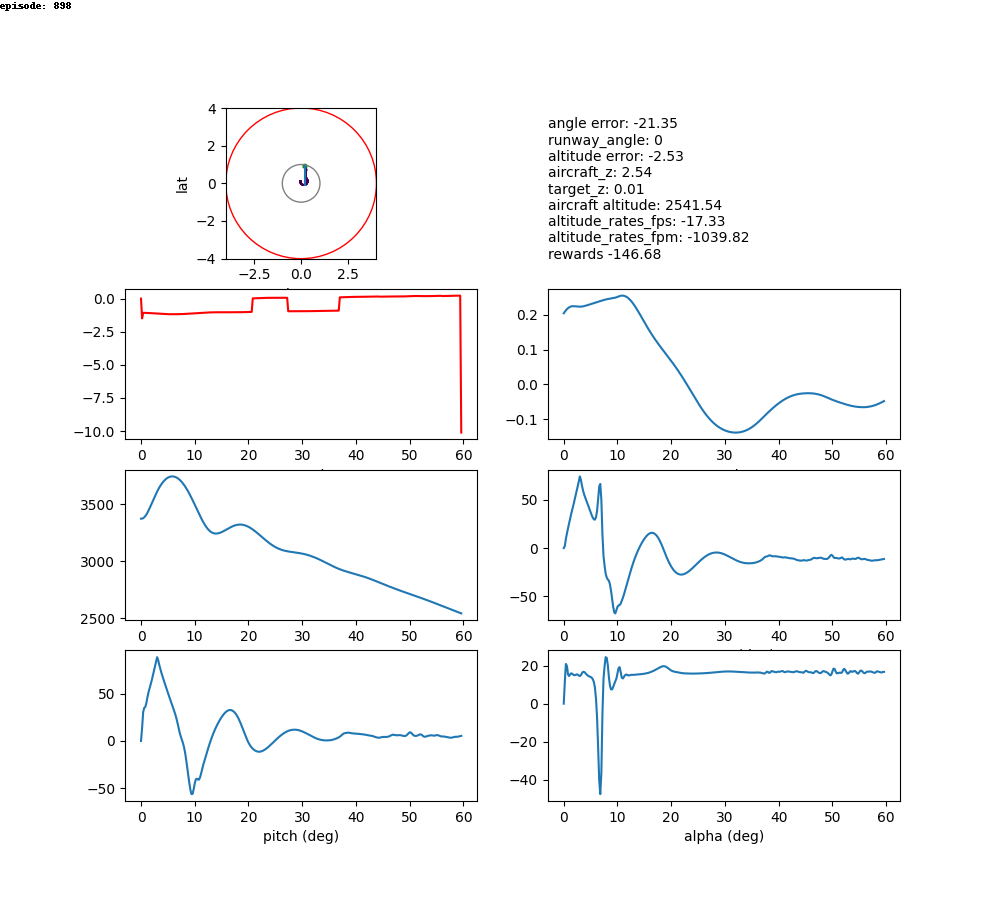 episode: 898
4
2
0
−2
−4
lat
−2.5 0.0 2.5
angle error: -21.35
runway_angle: 0
altitude error: -2.53
aircraft_z: 2.54
target_z: 0.01
aircraft altitude: 2541.54
altitude_rates_fps: -17.33
altitude_rates_fpm: -1039.82
rewards -146.68
0.0
−2.5
−5.0
−7.5
−10.0
0 10 20 30 40 50 60
0.2
0.1
0.0
−0.1
0 10 20 30 40 50 60
3500
3000
2500
0 10 20 30 40 50 60
50
0
−50
0 10 20 30 40 50 60
50
0
−50
0 10 20 30 40 50 60
pitch (deg)
20
0
−20
−40
0 10 20 30 40 50 60
alpha (deg)